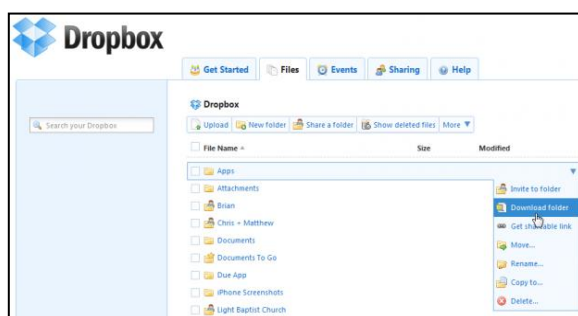 Dropbox
Get Started Files Events Sharing Help
Dropbox
Search your Dropbox
Upload New folder Share a folder Show deleted files More
File Name Size Modified
Apps
Attachments
Invite to folder
Brian
Download folder
Chris + Matthew
Get shareable link
Documents
Move...
Documents To Go
Rename...
Due App
Copy to...
iPhone Screenshots
Delete...
Light Baptist Church